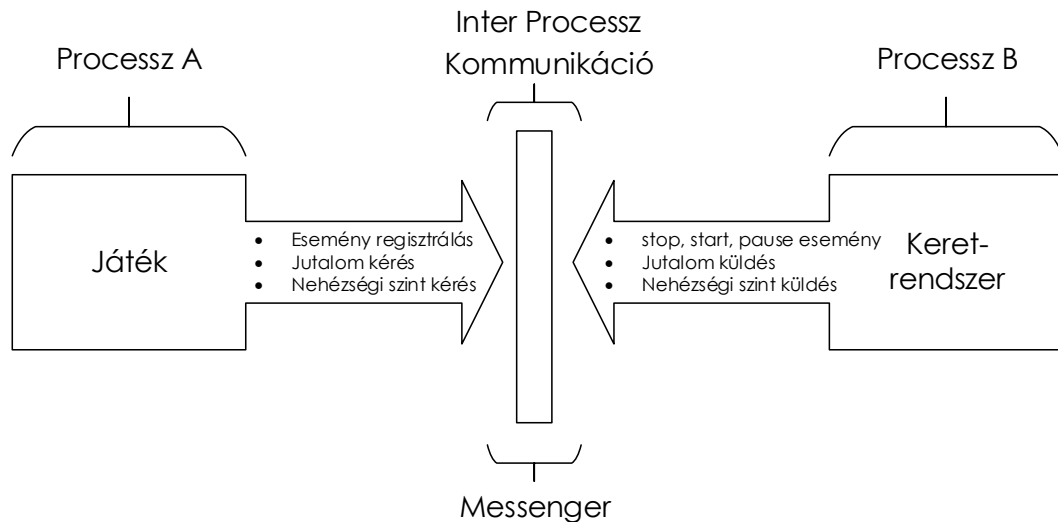 Inter Processz
Kommunikáció
Processz A
Processz B
Játék
• Esemény regisztrálás
• Jutalom kérés
• Nehézségi szint kérés
• stop, start, pause esemény
• Jutalom küldés
• Nehézségi szint küldés
Keret-
rendszer
Messenger